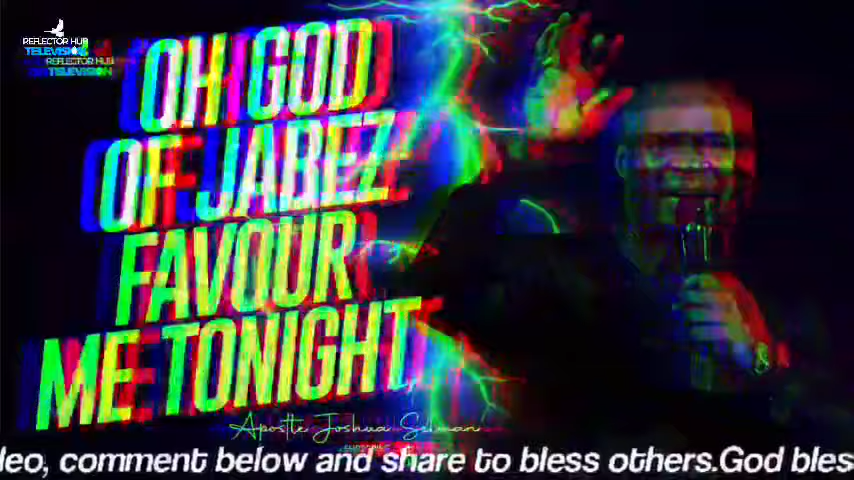 REFLECTOR HUB
TELEVISION
REFLECTOR HUB
TELEVISION
OH GOD
OF JABEZ
FAVOUR
ME TONIGHT
Apostle Joshua Selman
leo, comment below and share to bless others.God bles